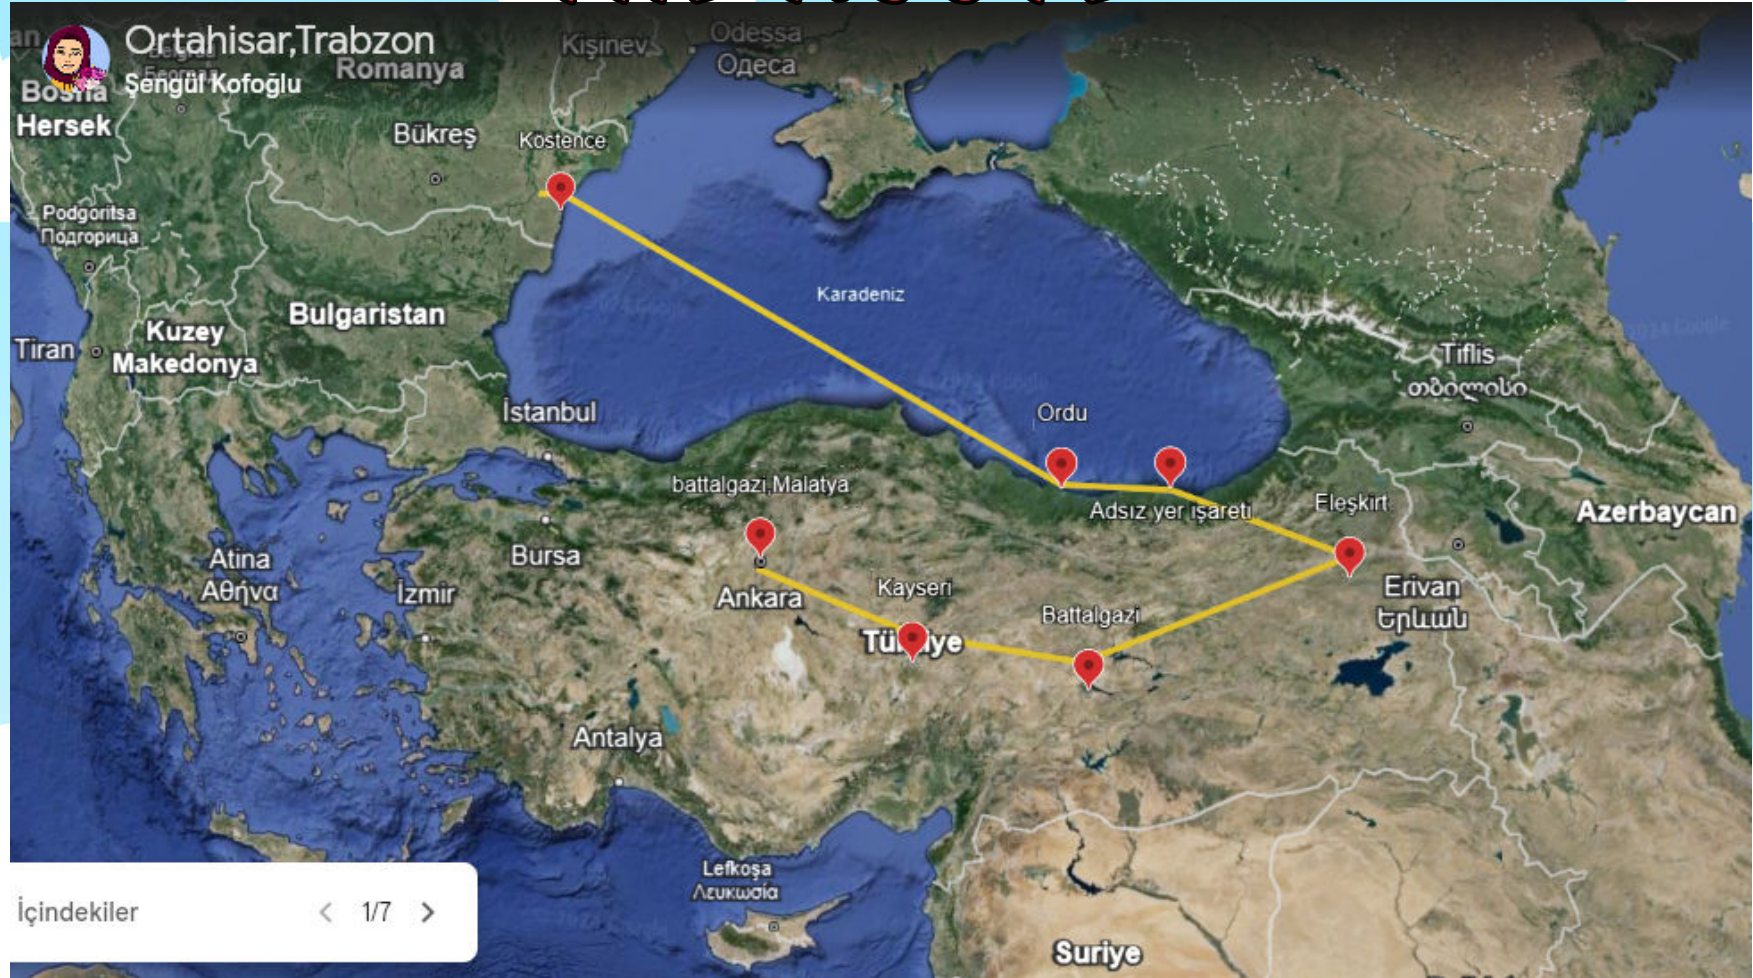 Ortahisar,Trabzon
Şengül Kofoğlu
Romanya
Kişinev
Odessa
Одеса
Bosna
Hersek
Bükreş
Köstence
Podgoritsa
Подгорица
Karadeniz
Bulgaristan
Kuzey
Makedonya
Tiran
Tiflis
თბილისი
İstanbul
Ordu
battalgazi,Malatya
Adsız yer işareti
Eleşkirt
Azerbaycan
Bursa
Atina
Αθήνα
İzmir
Ankara
Kayseri
Battalgazi
Erivan
Երևան
Türkiye
Antalya
Lefkoşa
Λευκωσία
Suriye
İçindekiler
1/7